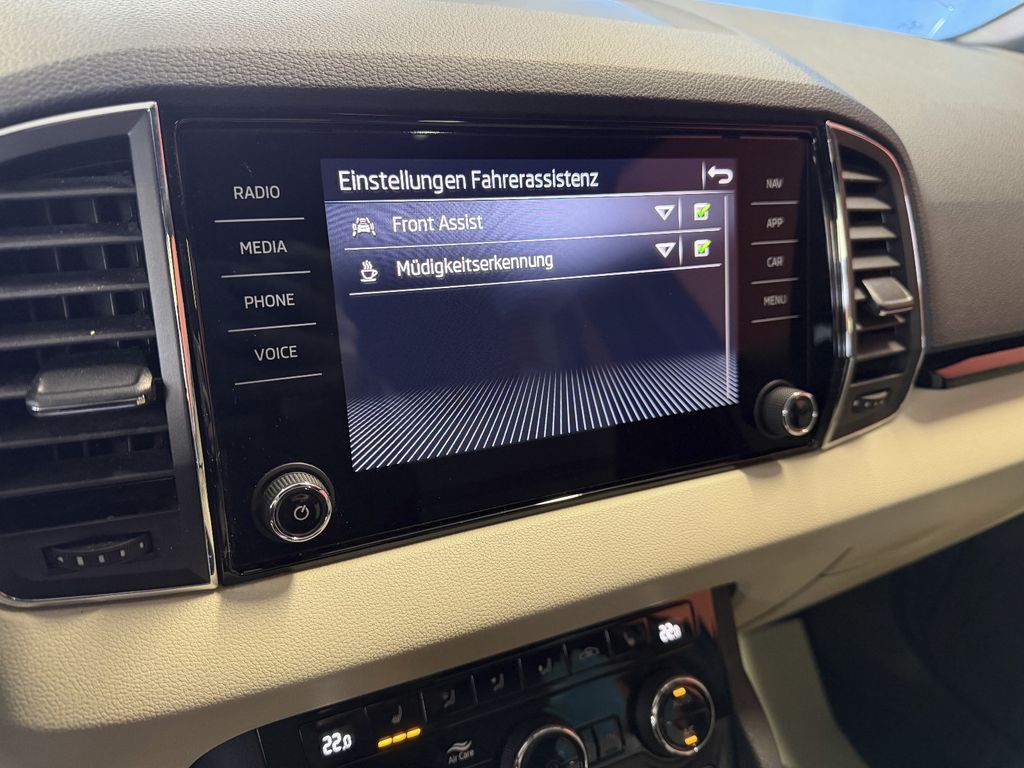 Einstellungen Fahrerassistenz
Front Assist
Müdigkeitserkennung
RADIO
MEDIA
PHONE
VOICE
NAV
APP
CAR
MENU
22.0
22.0
Air Care